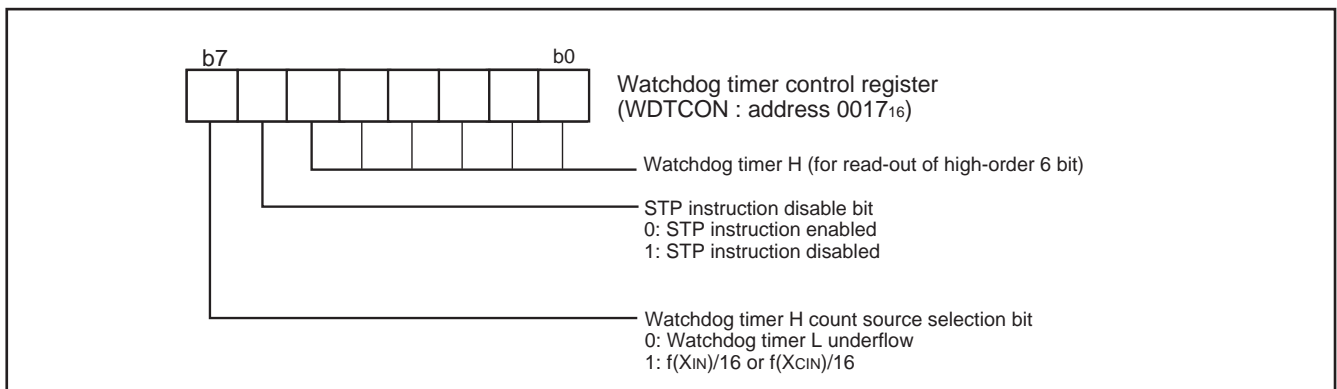 b7 b0
Watchdog timer control register
(WDTCON : address 0017₁₆)
Watchdog timer H (for read-out of high-order 6 bit)
STP instruction disable bit
0: STP instruction enabled
1: STP instruction disabled
Watchdog timer H count source selection bit
0: Watchdog timer L underflow
1: f(XIN)/16 or f(XCIN)/16